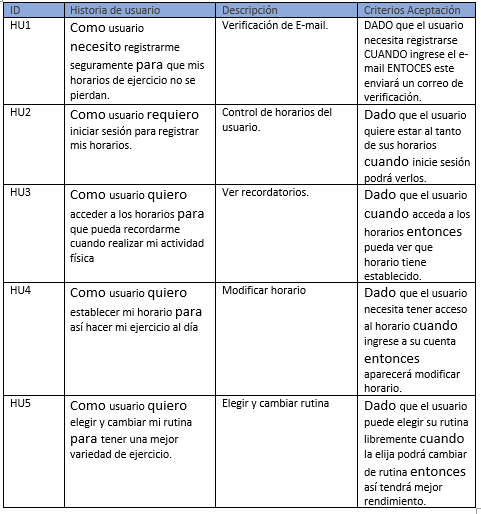 ID Historia de usuario Descripción Criterios Aceptación
HU1
Como usuario
necesito registrarme
seguramente para que mis
horarios de ejercicio no se
pierdan.
Verificación de E-mail.
DADO que el usuario
necesita registrarse
CUANDO ingrese el e-
mail ENTOCES este
enviará un correo de
verificación.
HU2
Como usuario requiero
iniciar sesión para registrar
mis horarios.
Control de horarios del
usuario.
Dado que el usuario
quiere estar al tanto
de sus horarios
cuando inicie sesión
podrá verlos.
HU3
Como usuario quiero
acceder a los horarios para
que pueda recordarme
cuando realizar mi actividad
física
Ver recordatorios.
Dado que el usuario
cuando acceda a los
horarios entonces
pueda ver que
horario tiene
establecido.
HU4
Como usuario quiero
establecer mi horario para
así hacer mi ejercicio al día
Modificar horario
Dado que el usuario
necesita tener acceso
al horario cuando
ingrese a su cuenta
entonces
aparecerá modificar
horario.
HU5
Como usuario quiero
elegir y cambiar mi rutina
para tener una mejor
variedad de ejercicio.
Elegir y cambiar rutina
Dado que el usuario
puede elegir su rutina
libremente cuando
la elija podrá cambiar
de rutina entonces
así tendrá mejor
rendimiento.